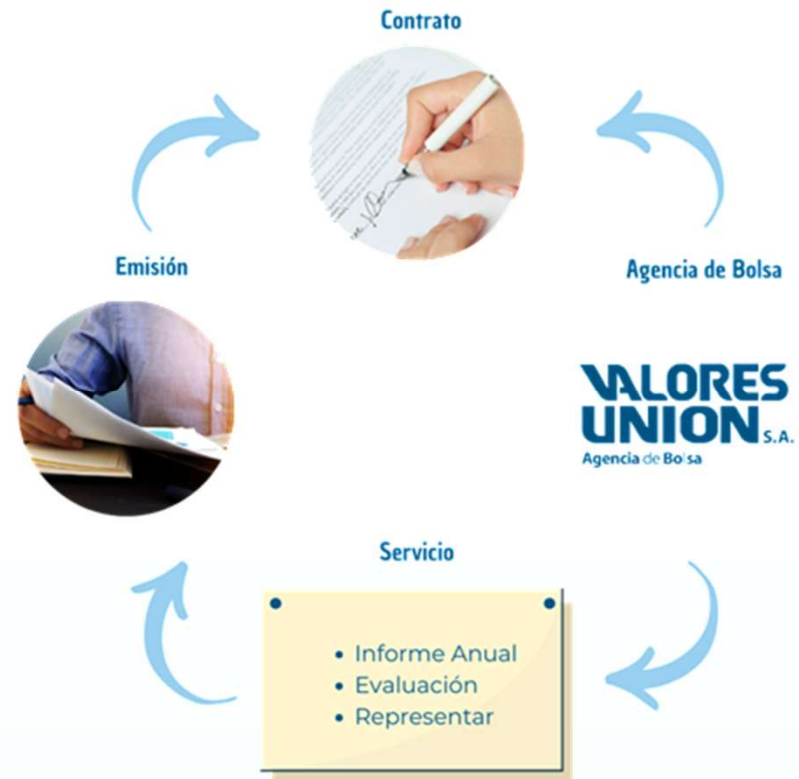 Contrato
Emisión
Agencia de Bolsa
VALORES
UNION S.A.
Agencia de Bolsa
Servicio
• Informe Anual
• Evaluación
• Representar